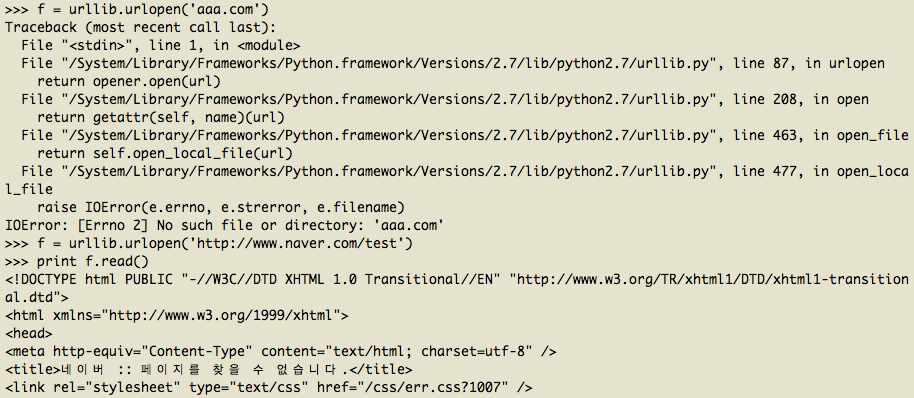 >>> f = urllib.urlopen('aaa.com')
Traceback (most recent call last):
  File "<stdin>", line 1, in <module>
  File "/System/Library/Frameworks/Python.framework/Versions/2.7/lib/python2.7/urllib.py", line 87, in urlopen
    return opener.open(url)
  File "/System/Library/Frameworks/Python.framework/Versions/2.7/lib/python2.7/urllib.py", line 208, in open
    return getattr(self, name)(url)
  File "/System/Library/Frameworks/Python.framework/Versions/2.7/lib/python2.7/urllib.py", line 463, in open_file
    return self.open_local_file(url)
  File "/System/Library/Frameworks/Python.framework/Versions/2.7/lib/python2.7/urllib.py", line 477, in open_loca
l_file
    raise IOError(e.errno, e.strerror, e.filename)
IOError: [Errno 2] No such file or directory: 'aaa.com'
>>> f = urllib.urlopen('http://www.naver.com/test')
>>> print f.read()
<!DOCTYPE html PUBLIC "-//W3C//DTD XHTML 1.0 Transitional//EN" "http://www.w3.org/TR/xhtml1/DTD/xhtml1-transition
al.dtd">
<html xmlns="http://www.w3.org/1999/xhtml">
<head>
<meta http-equiv="Content-Type" content="text/html; charset=utf-8" />
<title>네이버 :: 페이지를 찾을 수 없습니다.</title>
<link rel="stylesheet" type="text/css" href="/css/err.css?1007" />